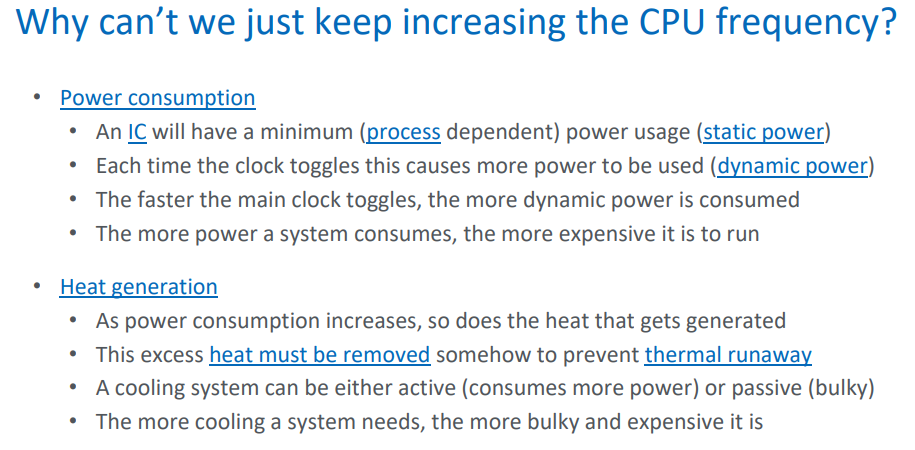 Why can't we just keep increasing the CPU frequency?
• Power consumption
• An IC will have a minimum (process dependent) power usage (static power)
• Each time the clock toggles this causes more power to be used (dynamic power)
• The faster the main clock toggles, the more dynamic power is consumed
• The more power a system consumes, the more expensive it is to run
• Heat generation
• As power consumption increases, so does the heat that gets generated
• This excess heat must be removed somehow to prevent thermal runaway
• A cooling system can be either active (consumes more power) or passive (bulky)
• The more cooling a system needs, the more bulky and expensive it is